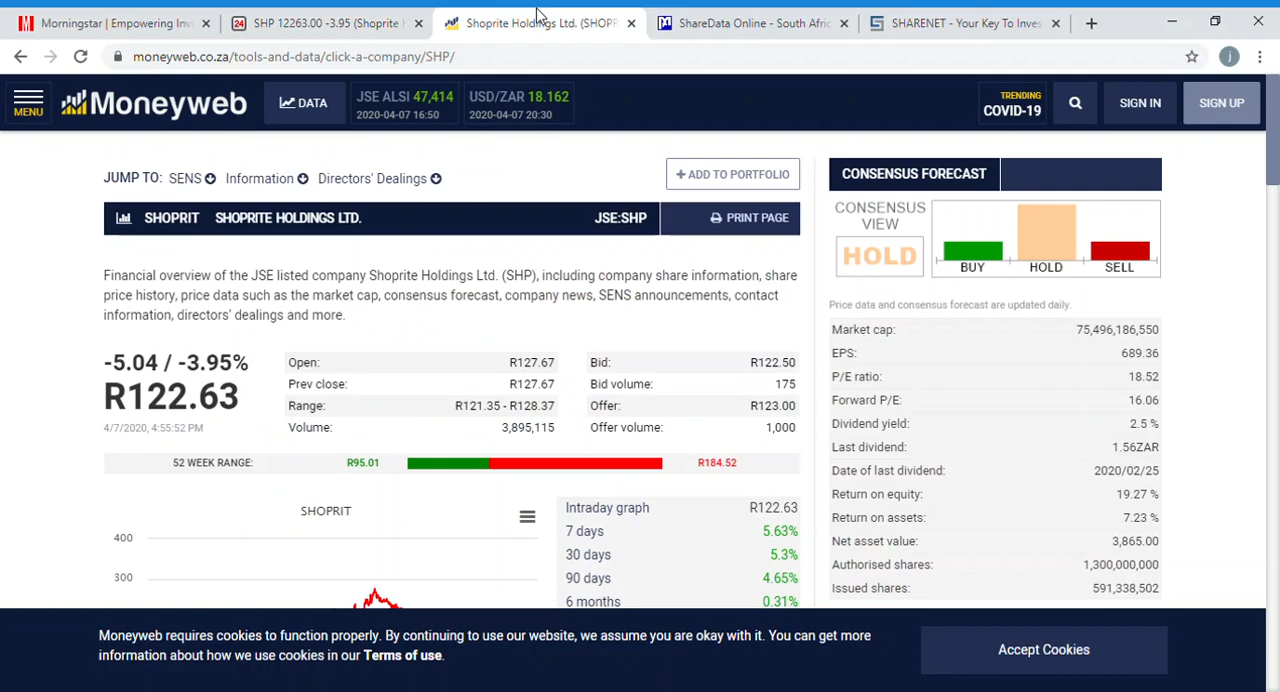 Morningstar | Empowering Inve
SHP 12263.00 -3.95 (Shoprite H
Shoprite Holdings Ltd. (SHOPR
ShareData Online - South Afric
SHARENET - Your Key To Inves
moneyweb.co.za/tools-and-data/click-a-company/SHP/
j
MENU
Moneyweb
DATA
JSE ALSI 47,414
2020-04-07 16:50
USD/ZAR 18.162
2020-04-07 20:30
TRENDING
COVID-19
SIGN IN
SIGN UP
JUMP TO: SENS Information Directors' Dealings
+ ADD TO PORTFOLIO
SHOPRIT SHOPRITE HOLDINGS LTD. JSE:SHP
PRINT PAGE
Financial overview of the JSE listed company Shoprite Holdings Ltd. (SHP), including company share information, share
price history, price data such as the market cap, consensus forecast, company news, SENS announcements, contact
information, directors' dealings and more.
-5.04 / -3.95%
R122.63
4/7/2020, 4:55:52 PM
Open: R127.67
Prev close: R127.67
Range: R121.35 - R128.37
Volume: 3,895,115
Bid: R122.50
Bid volume: 175
Offer: R123.00
Offer volume: 1,000
52 WEEK RANGE: R95.01 R184.52
SHOPRIT
400
300
Intraday graph R122.63
7 days 5.63%
30 days 5.3%
90 days 4.65%
6 months 0.31%
CONSENSUS FORECAST
CONSENSUS
VIEW
HOLD
BUY HOLD SELL
Price data and consensus forecast are updated daily.
Market cap: 75,496,186,550
EPS: 689.36
P/E ratio: 18.52
Forward P/E: 16.06
Dividend yield: 2.5 %
Last dividend: 1.56ZAR
Date of last dividend: 2020/02/25
Return on equity: 19.27 %
Return on assets: 7.23 %
Net asset value: 3,865.00
Authorised shares: 1,300,000,000
Issued shares: 591,338,502
Moneyweb requires cookies to function properly. By continuing to use our website, we assume you are okay with it. You can get more
information about how we use cookies in our Terms of use.
Accept Cookies